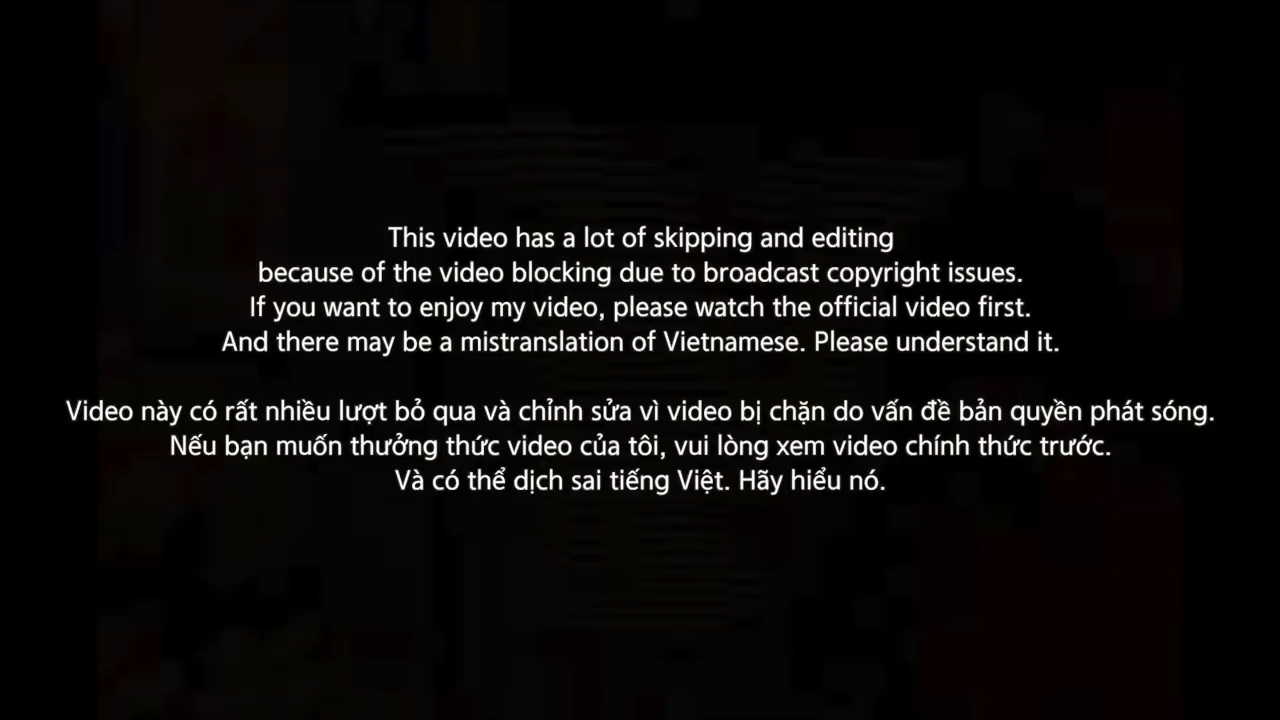 This video has a lot of skipping and editing
because of the video blocking due to broadcast copyright issues.
If you want to enjoy my video, please watch the official video first.
And there may be a mistranslation of Vietnamese. Please understand it.
Video này có rất nhiều lượt bỏ qua và chỉnh sửa vì video bị chặn do vấn đề bản quyền phát sóng.
Nếu bạn muốn thưởng thức video của tôi, vui lòng xem video chính thức trước.
Và có thể dịch sai tiếng Việt. Hãy hiểu nó.